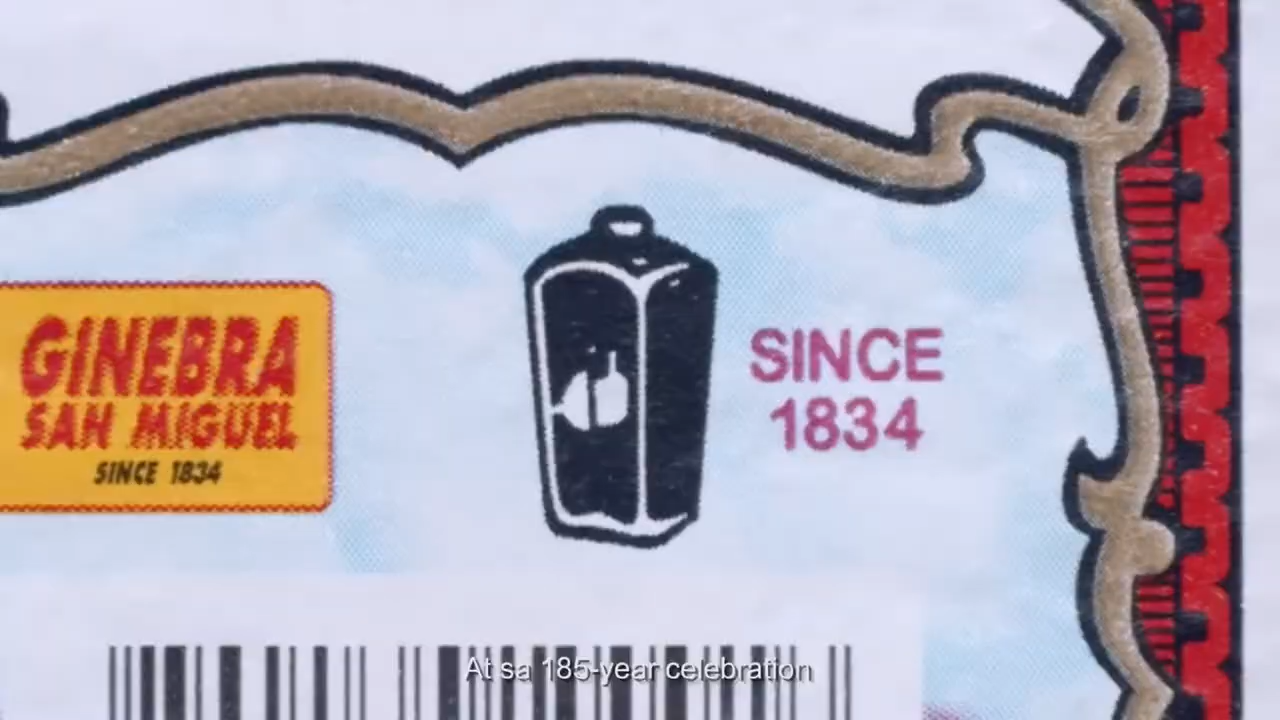 GINEBRA
SAN MIGUEL
SINCE 1834
SINCE
1834
At sa 185-year celebration